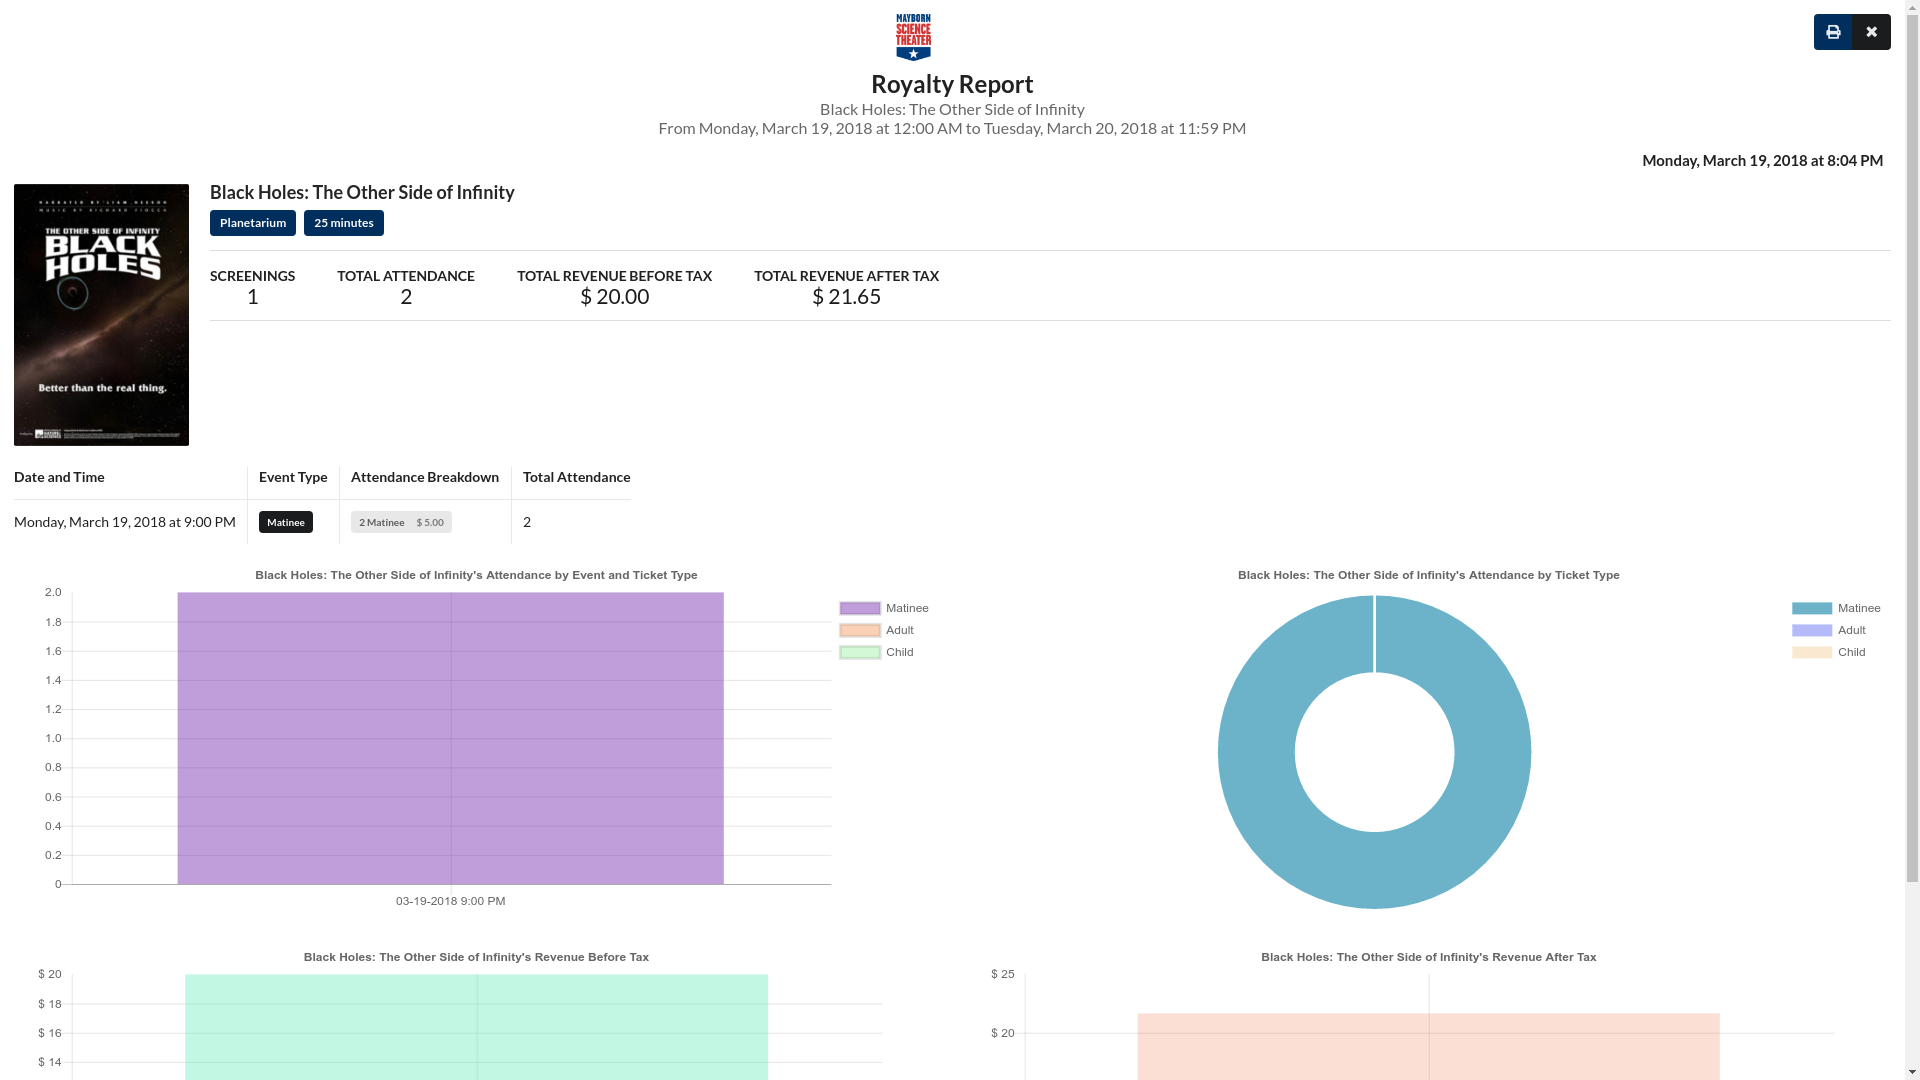 MAYBORN
SCIENCE
THEATER
Royalty Report
Black Holes: The Other Side of Infinity
From Monday, March 19, 2018 at 12:00 AM to Tuesday, March 20, 2018 at 11:59 PM
Monday, March 19, 2018 at 8:04 PM
NARRATED BY LIAM NEESON
MUSIC BY RICHARD FIOCCA
THE OTHER SIDE OF INFINITY
BLACK
HOLES
Better than the real thing.
Black Holes: The Other Side of Infinity
Planetarium 25 minutes
SCREENINGS TOTAL ATTENDANCE TOTAL REVENUE BEFORE TAX TOTAL REVENUE AFTER TAX
1 2 $ 20.00 $ 21.65
Date and Time Event Type Attendance Breakdown Total Attendance
Monday, March 19, 2018 at 9:00 PM Matinee 2 Matinee $ 5.00 2
Black Holes: The Other Side of Infinity's Attendance by Event and Ticket Type
2.0
1.8
1.6
1.4
1.2
1.0
0.8
0.6
0.4
0.2
0
03-19-2018 9:00 PM
Matinee
Adult
Child
Black Holes: The Other Side of Infinity's Attendance by Ticket Type
Matinee
Adult
Child
Black Holes: The Other Side of Infinity's Revenue Before Tax
$ 20
$ 18
$ 16
$ 14
Black Holes: The Other Side of Infinity's Revenue After Tax
$ 25
$ 20